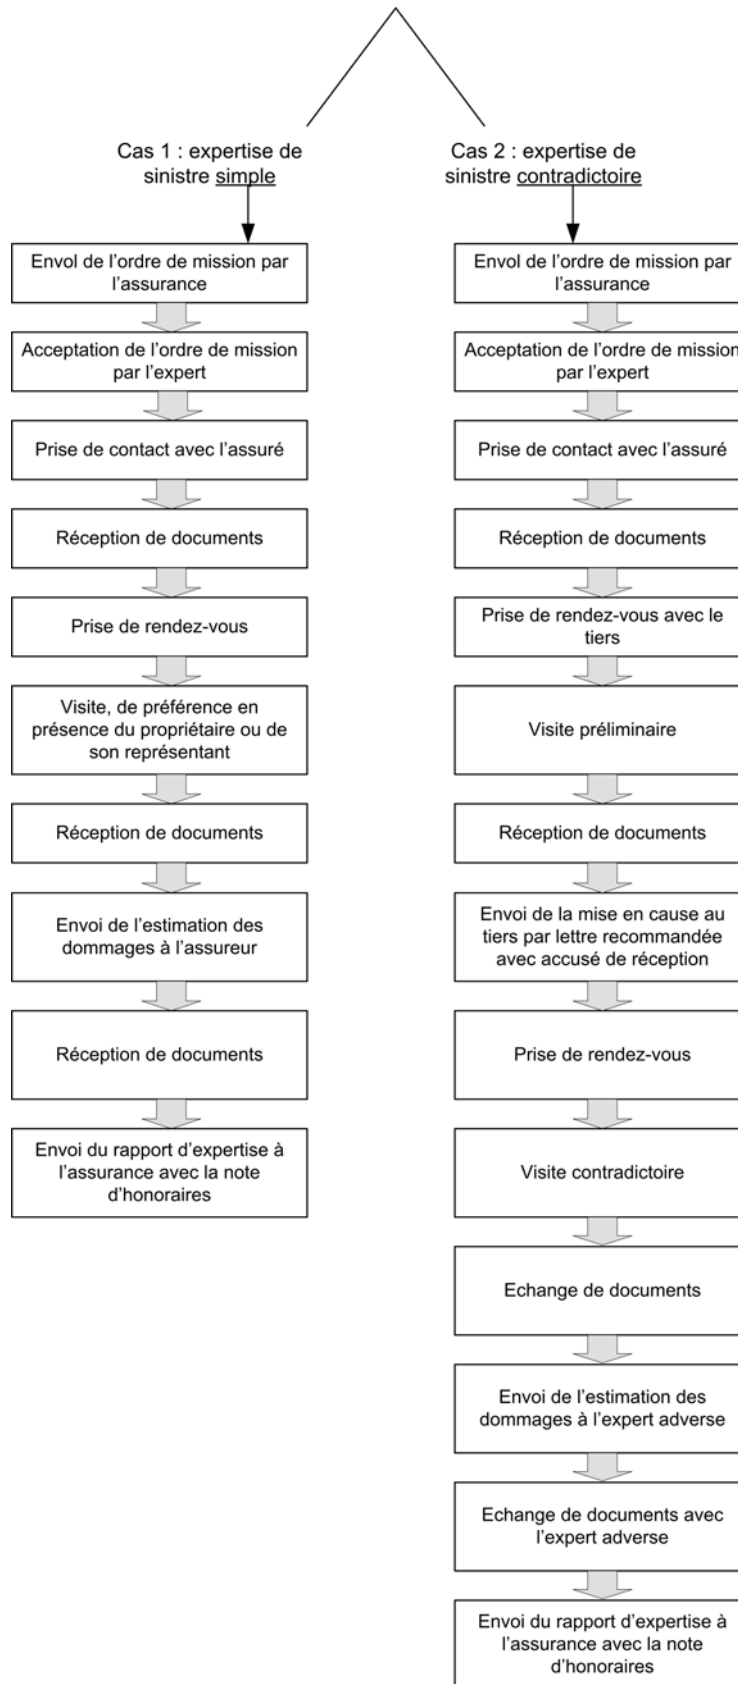 Cas 1 : expertise de
sinistre simple
Envol de l’ordre de mission par
l’assurance
Acceptation de l’ordre de mission
par l’expert
Prise de contact avec l’assuré
Réception de documents
Prise de rendez-vous
Visite, de préférence en
présence du propriétaire ou de
son représentant
Réception de documents
Envoi de l’estimation des
dommages à l’assureur
Réception de documents
Envoi du rapport d’expertise à
l’assurance avec la note
d’honoraires
Cas 2 : expertise de
sinistre contradictoire
Envol de l’ordre de mission par
l’assurance
Acceptation de l’ordre de mission
par l’expert
Prise de contact avec l’assuré
Réception de documents
Prise de rendez-vous avec le
tiers
Visite préliminaire
Réception de documents
Envoi de la mise en cause au
tiers par lettre recommandée
avec accusé de réception
Prise de rendez-vous
Visite contradictoire
Echange de documents
Envoi de l’estimation des
dommages à l’expert adverse
Echange de documents avec
l’expert adverse
Envoi du rapport d’expertise à
l’assurance avec la note
d’honoraires